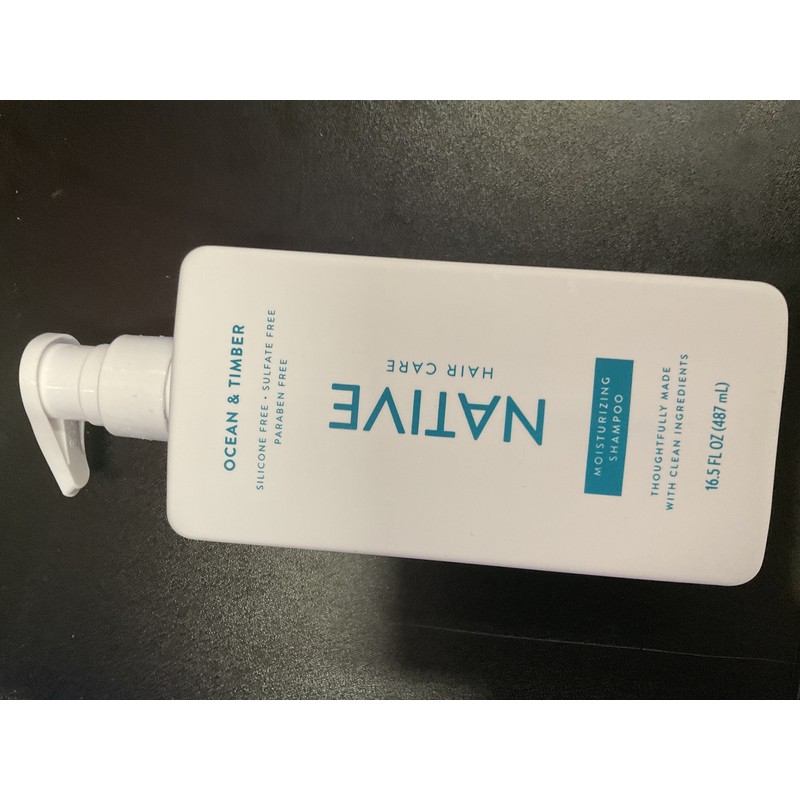 OCEAN & TIMBER
SILICONE FREE • SULFATE FREE
PARABEN FREE
NATIVE
HAIR CARE
MOISTURIZING
SHAMPOO
THOUGHTFULLY MADE
WITH CLEAN INGREDIENTS
16.5 FL OZ (487 mL)